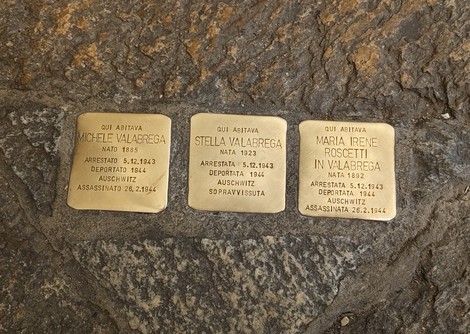 QUI ABITAVA
MICHELE VALABREGA
NATO 1889
ARRESTATO 5.12.1943
DEPORTATO 1944
AUSCHWITZ
ASSASSINATO 28.2.1944
QUI ABITAVA
STELLA VALABREGA
NATA 1923
ARRESTATA 5.12.1943
DEPORTATA 1944
AUSCHWITZ
SOPRAVVISSUTA
QUI ABITAVA
MARIA IRENE
ROSCETTI
IN VALABREGA
NATA 1892
ARRESTATA 5.12.1943
DEPORTATA 1944
AUSCHWITZ
ASSASSINATA 26.2.1944